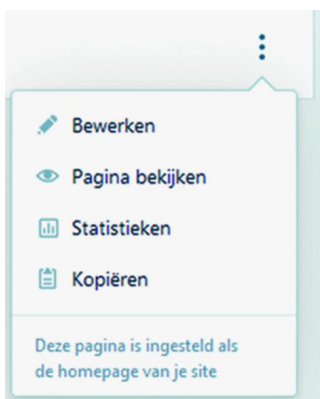 Bewerken
Pagina bekijken
Statistieken
Kopiëren
Deze pagina is ingesteld als
de homepage van je site